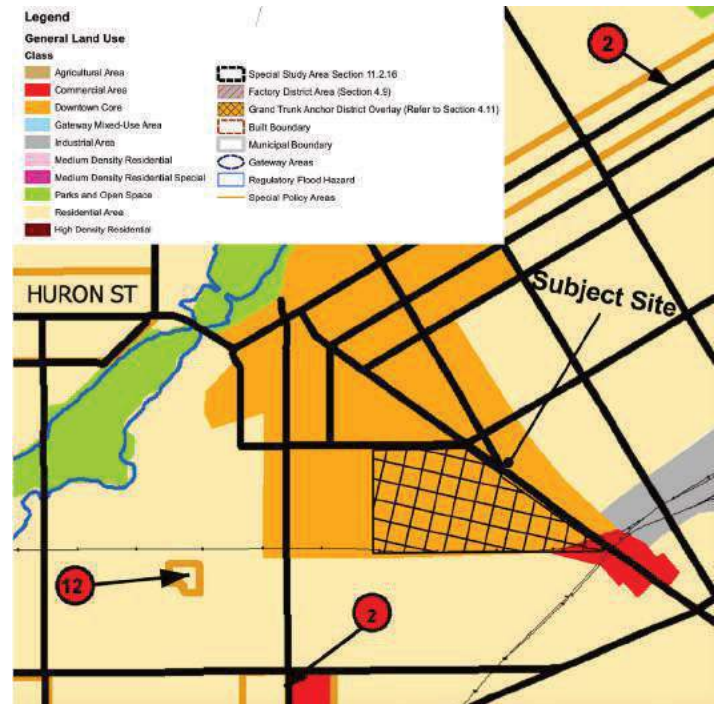 Legend
General Land Use
Class
Agricultural Area
Commercial Area
Downtown Core
Gateway Mixed-Use Area
Industrial Area
Medium Density Residential
Medium Density Residential Special
Parks and Open Space
Residential Area
High Density Residential
Special Study Area Section 11.2.16
Factory District Area (Section 4.9)
Grand Trunk Anchor District Overlay (Refer to Section 4.11)
Built Boundary
Municipal Boundary
Gateway Areas
Regulatory Flood Hazard
Special Policy Areas
2
HURON ST
Subject Site
12
2